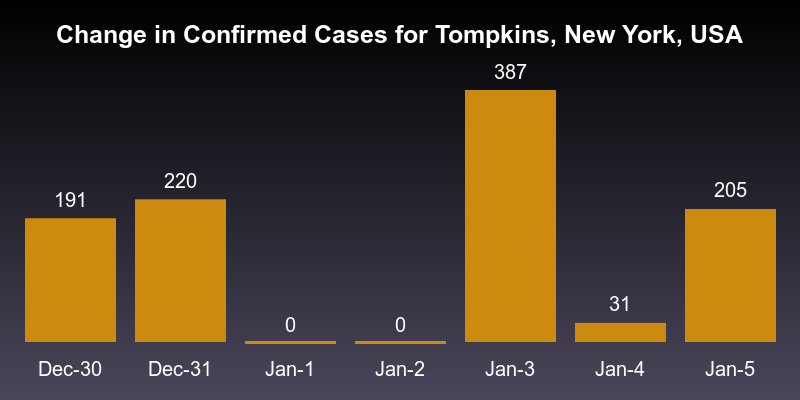 Change in Confirmed Cases for Tompkins, New York, USA
191
220
0
0
387
31
205
Dec-30
Dec-31
Jan-1
Jan-2
Jan-3
Jan-4
Jan-5